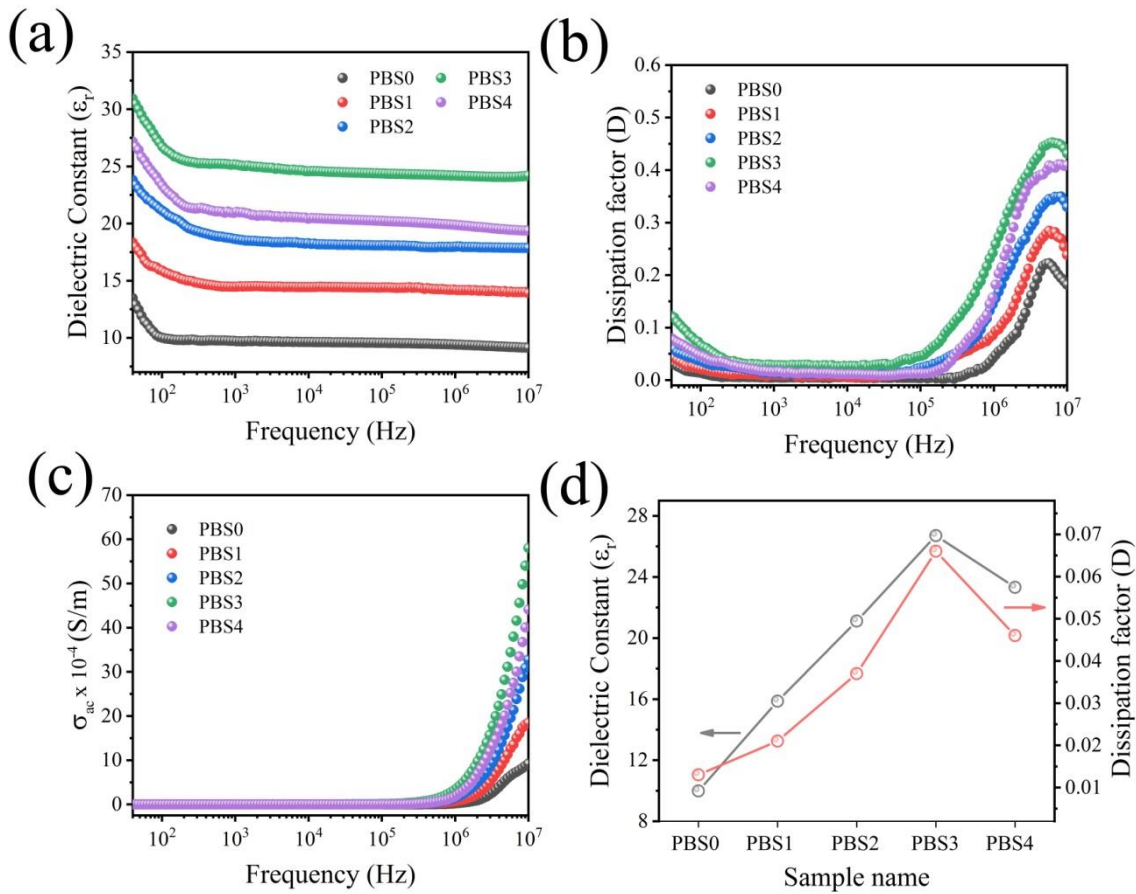 (a)
Dielectric Constant (εr)
35
30
25
20
15
10
PBS0
PBS1
PBS2
PBS3
PBS4
10² 10³ 10⁴ 10⁵ 10⁶ 10⁷
Frequency (Hz)
(b)
Dissipation factor (D)
0.6
0.5
0.4
0.3
0.2
0.1
0.0
PBS0
PBS1
PBS2
PBS3
PBS4
10² 10³ 10⁴ 10⁵ 10⁶ 10⁷
Frequency (Hz)
(c)
σac x 10⁻⁴ (S/m)
70
60
50
40
30
20
10
0
PBS0
PBS1
PBS2
PBS3
PBS4
10² 10³ 10⁴ 10⁵ 10⁶ 10⁷
Frequency (Hz)
(d)
Dielectric Constant (εr)
28
24
20
16
12
8
0.07
0.06
0.05
0.04
0.03
0.02
0.01
Dissipation factor (D)
PBS0 PBS1 PBS2 PBS3 PBS4
Sample name